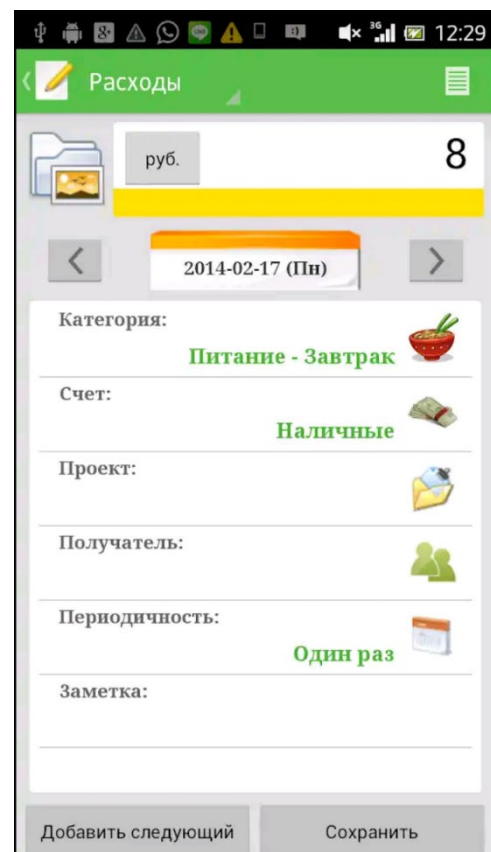 3G 12:29
Расходы
руб. 8
2014-02-17 (Пн)
Категория:
Питание - Завтрак
Счет:
Наличные
Проект:
Получатель:
Периодичность:
Один раз
Заметка:
Добавить следующий Сохранить